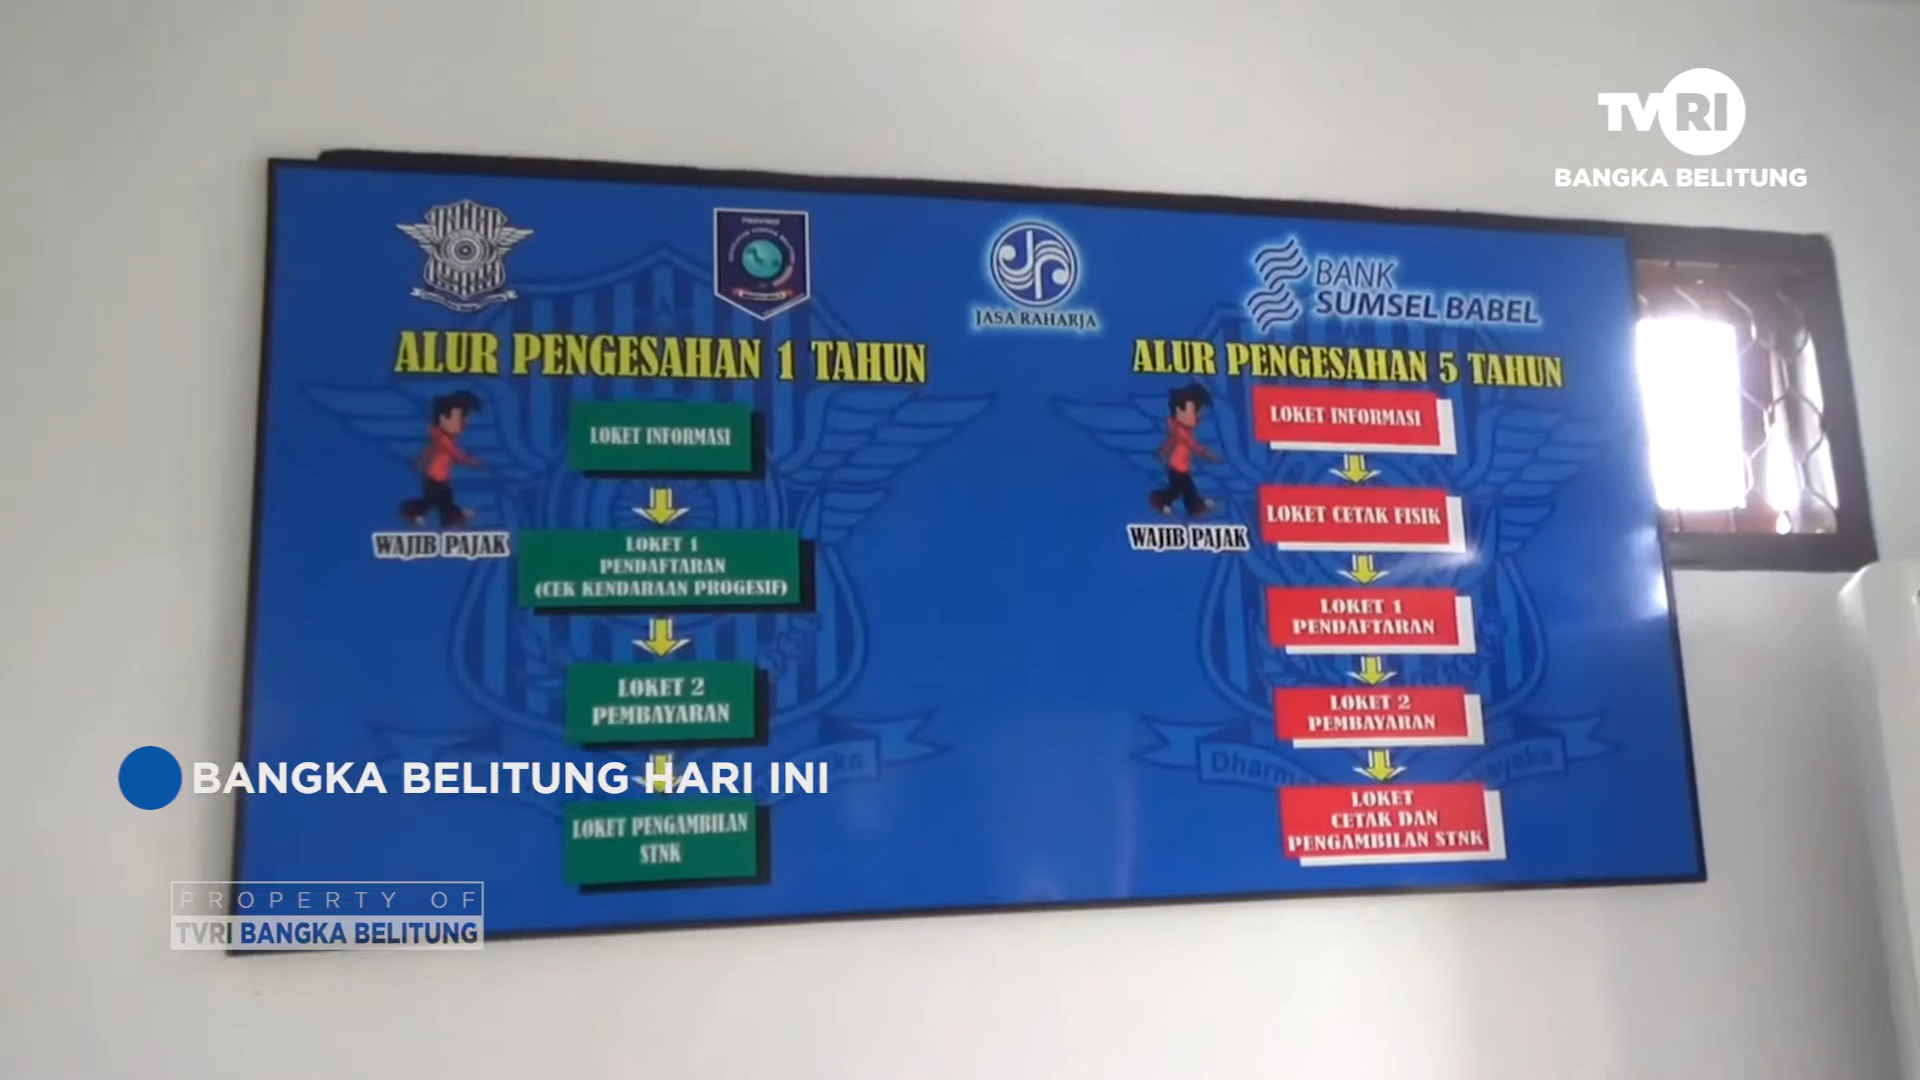 TVRI
BANGKA BELITUNG
PROVINSI
JASA RAHARJA
BANK
SUMSEL BABEL
ALUR PENGESAHAN 1 TAHUN
WAJIB PAJAK
LOKET INFORMASI
LOKET 1
PENDAFTARAN
(CEK KENDARAAN PROGESIF)
LOKET 2
PEMBAYARAN
LOKET PENGAMBILAN
STNK
ALUR PENGESAHAN 5 TAHUN
WAJIB PAJAK
LOKET INFORMASI
LOKET CETAK FISIK
LOKET 1
PENDAFTARAN
LOKET 2
PEMBAYARAN
LOKET
CETAK DAN
PENGAMBILAN STNK
BANGKA BELITUNG HARI INI
PROPERTY OF
TVRI BANGKA BELITUNG